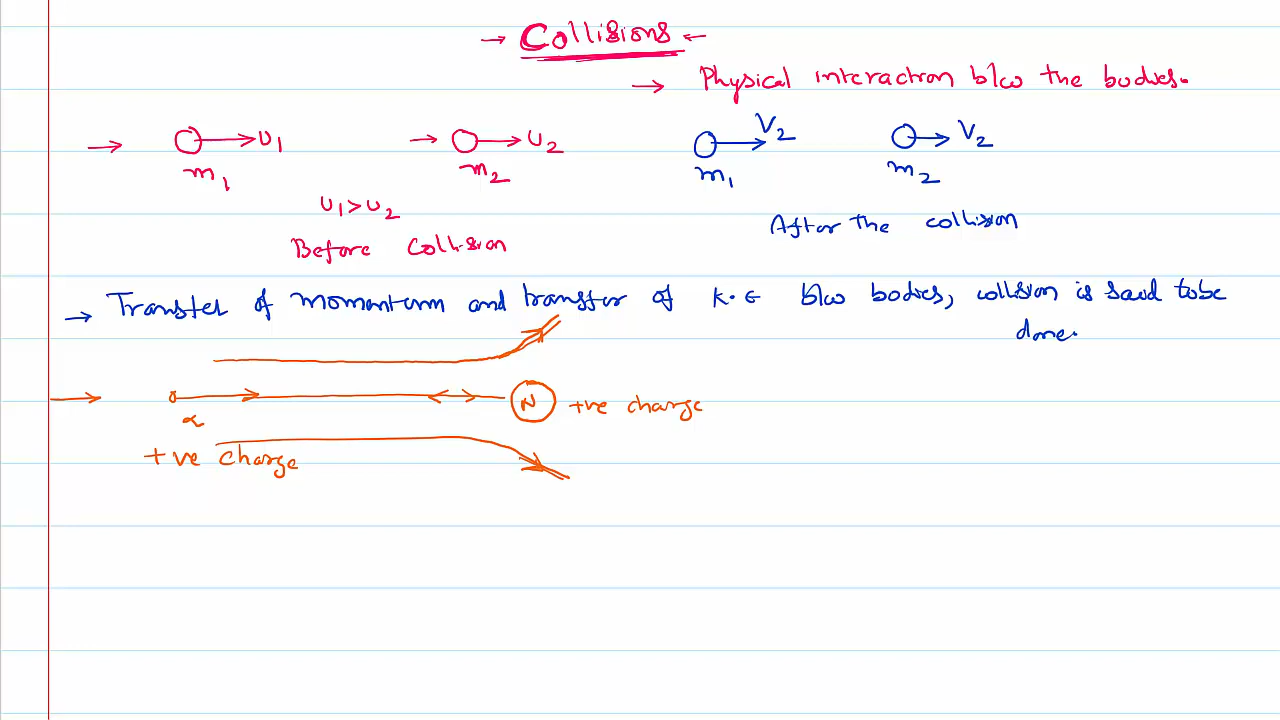 → Collisions ←
→ Physical interaction b/w the bodies.
→ u1 → u2 V2 V2
m1 m2 m1 m2
u1>u2
Before Collision After the collision
→ Transfer of momentum and transfer of K.E b/w bodies, collision is said to be
done.
→ N +ve charge
α
+ve charge